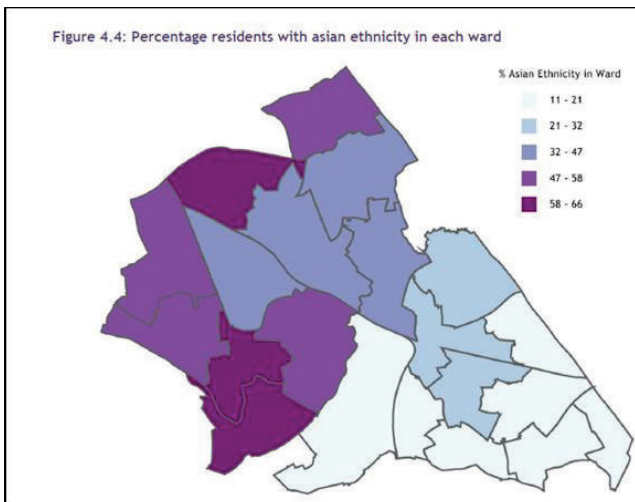 Figure 4.4: Percentage residents with asian ethnicity in each ward
% Asian Ethnicity in Ward
11 - 21
21 - 32
32 - 47
47 - 58
58 - 66